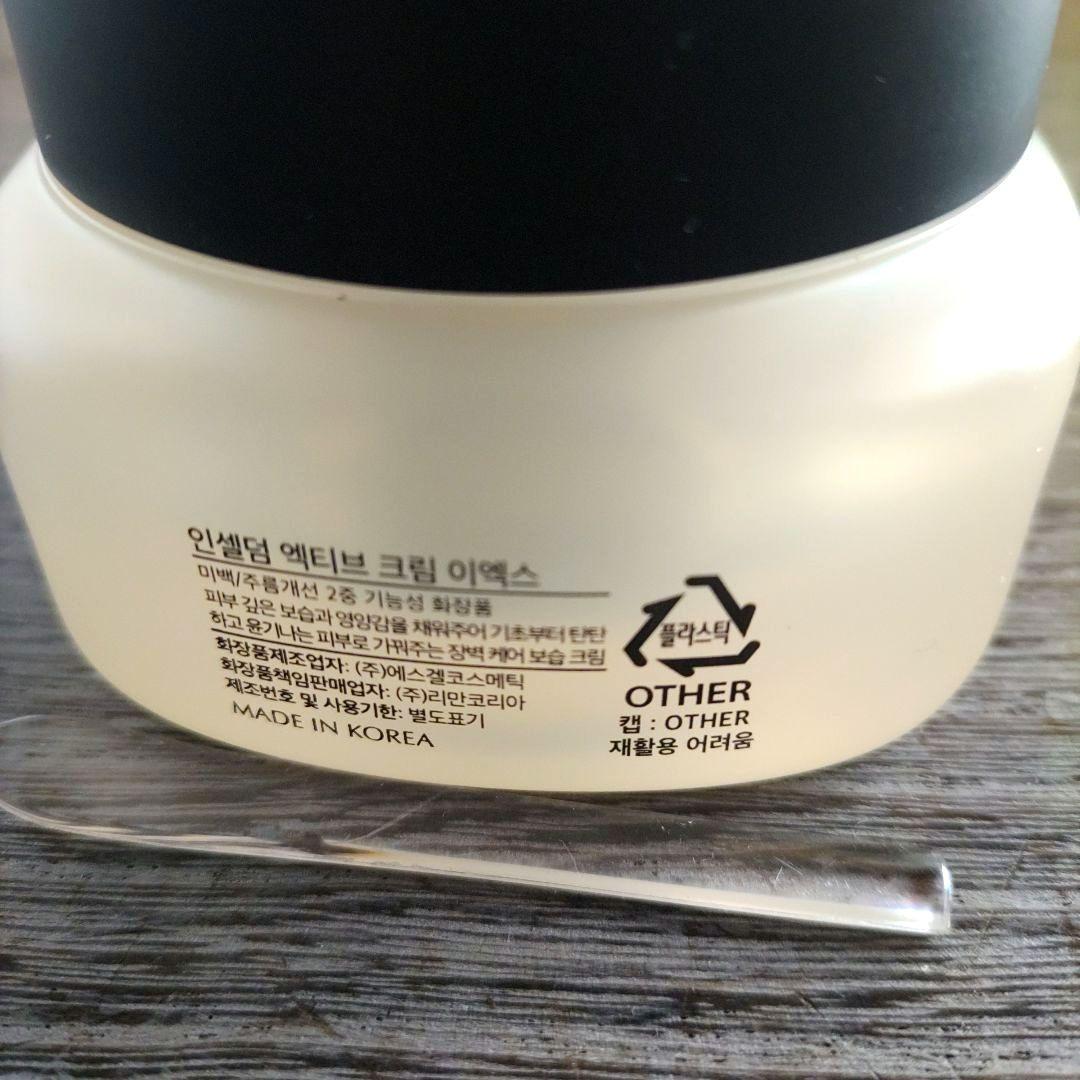 인셀덤 엑티브 크림 이엑스
미백/주름개선 2중 기능성 화장품
피부 깊은 보습과 영양감을 채워주어 기초부터 탄탄
하고 윤기나는 피부로 가꿔주는 장벽 케어 보습 크림
화장품제조업자: (주)에스겔코스메틱
화장품책임판매업자: (주)리만코리아
제조번호 및 사용기한: 별도표기
MADE IN KOREA
플라스틱
OTHER
캡 : OTHER
재활용 어려움